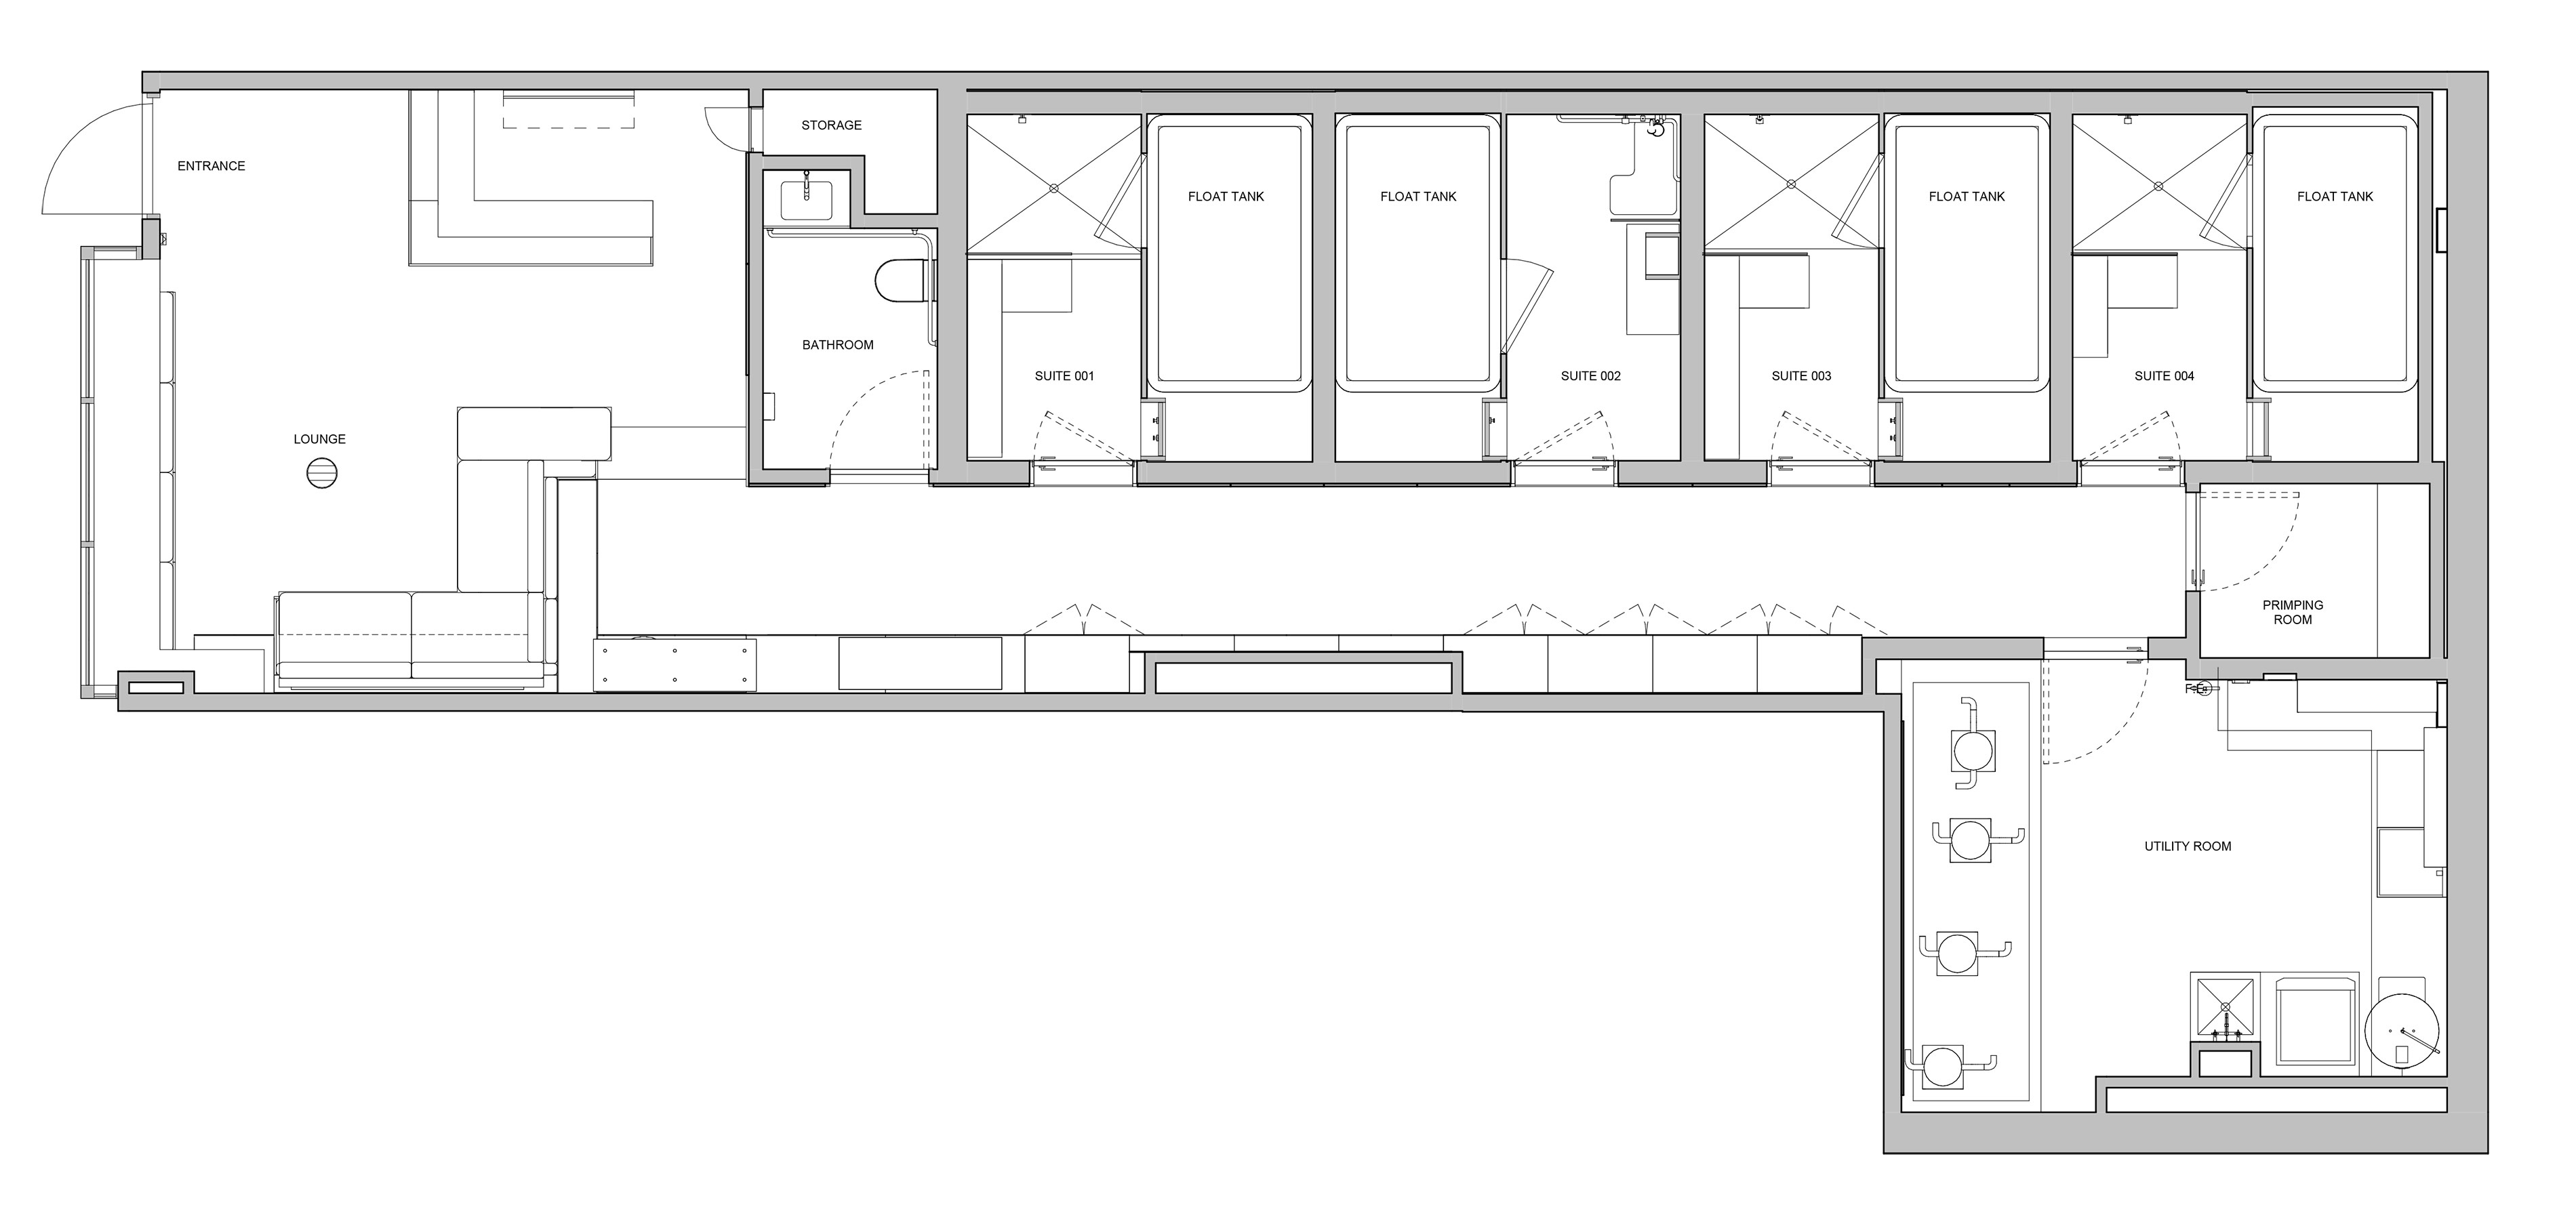 STORAGE
ENTRANCE
FLOAT TANK
FLOAT TANK
FLOAT TANK
FLOAT TANK
BATHROOM
SUITE 001
SUITE 002
SUITE 003
SUITE 004
LOUNGE
PRIMPING
ROOM
UTILITY ROOM